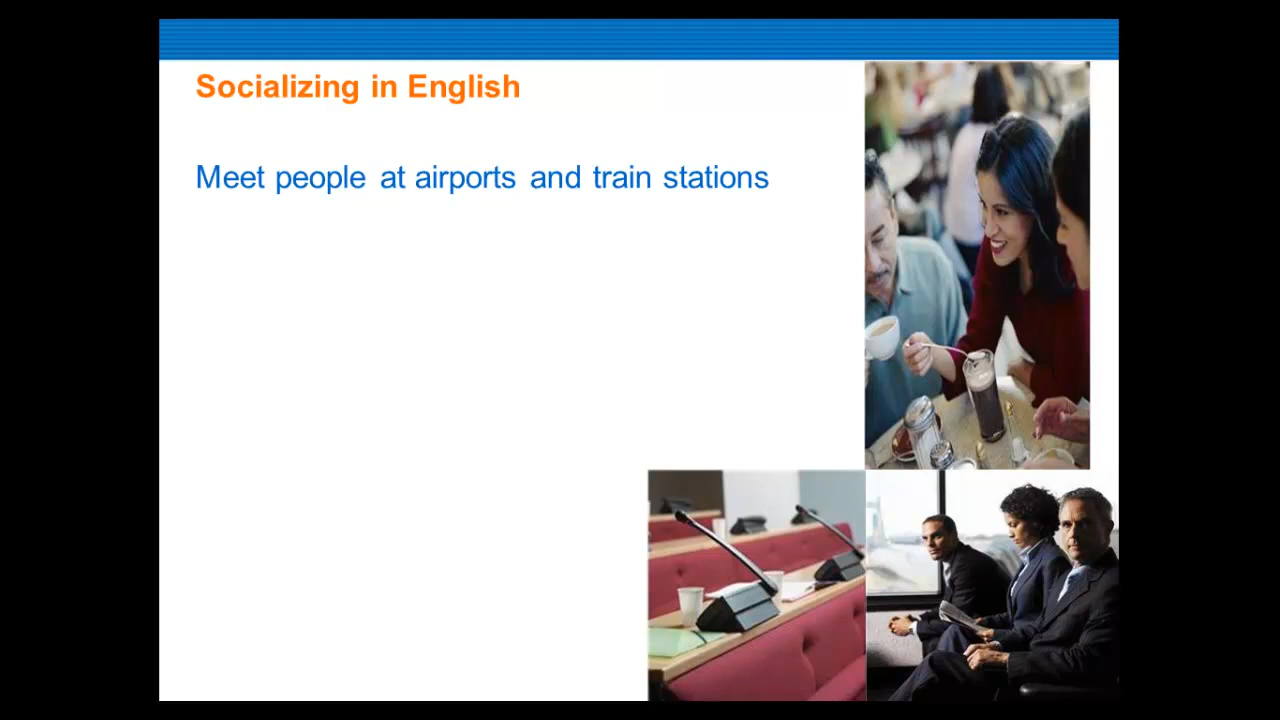 Socializing in English
Meet people at airports and train stations